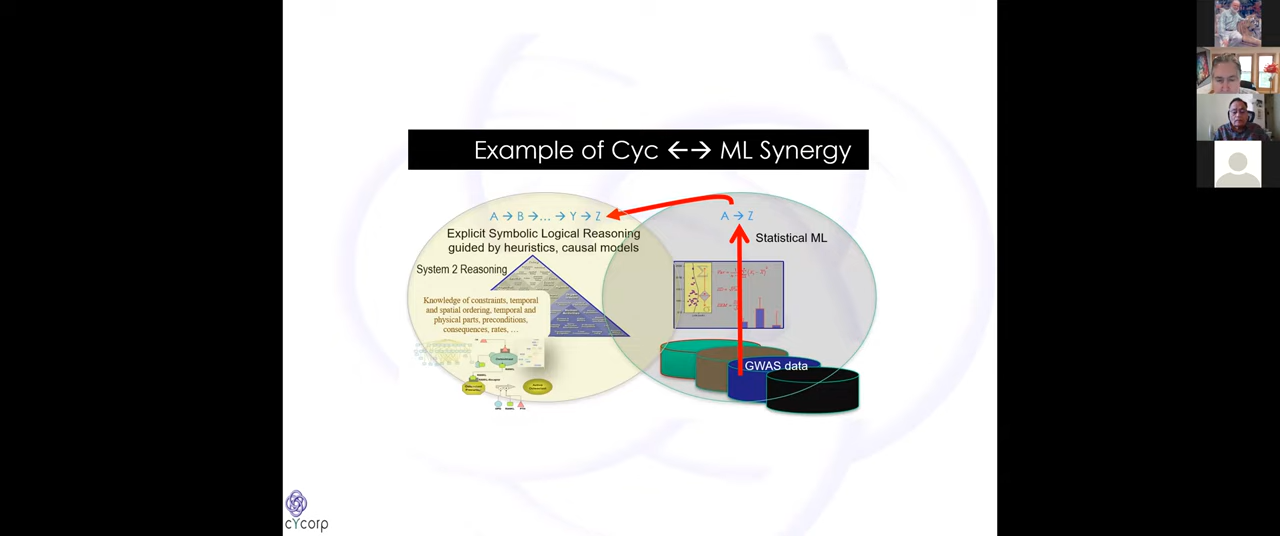 Example of Cyc ←→ ML Synergy
A → B → ... → Y → Z
Explicit Symbolic Logical Reasoning
guided by heuristics, causal models
System 2 Reasoning
Knowledge of constraints, temporal
and spatial ordering, temporal and
physical parts, preconditions,
consequences, rates, …
A → Z
Statistical ML
GWAS data
cYcorp